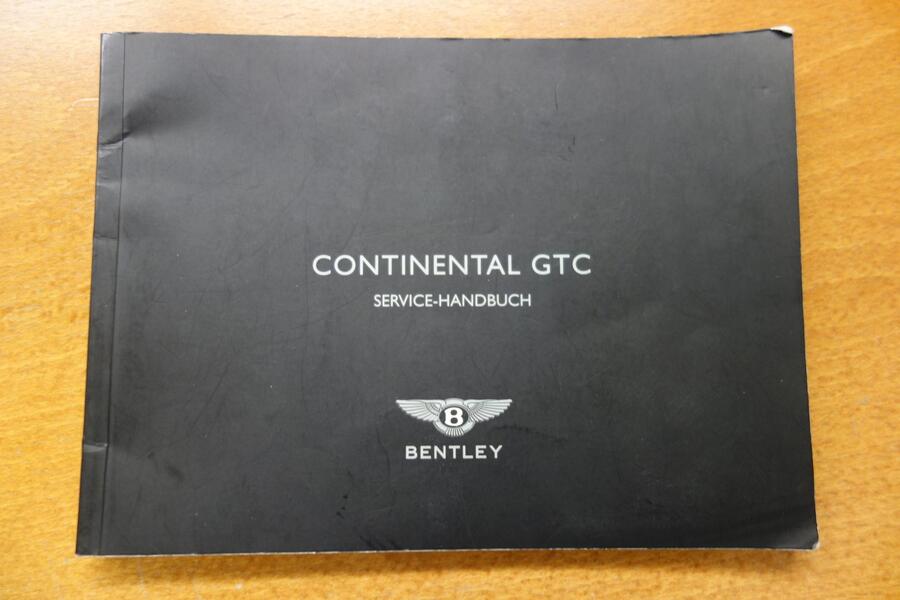 CONTINENTAL GTC
SERVICE-HANDBUCH
B
BENTLEY